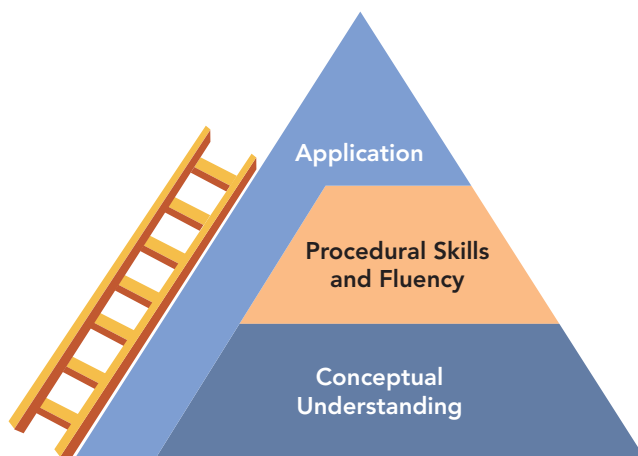 Application
Procedural Skills
and Fluency
Conceptual
Understanding